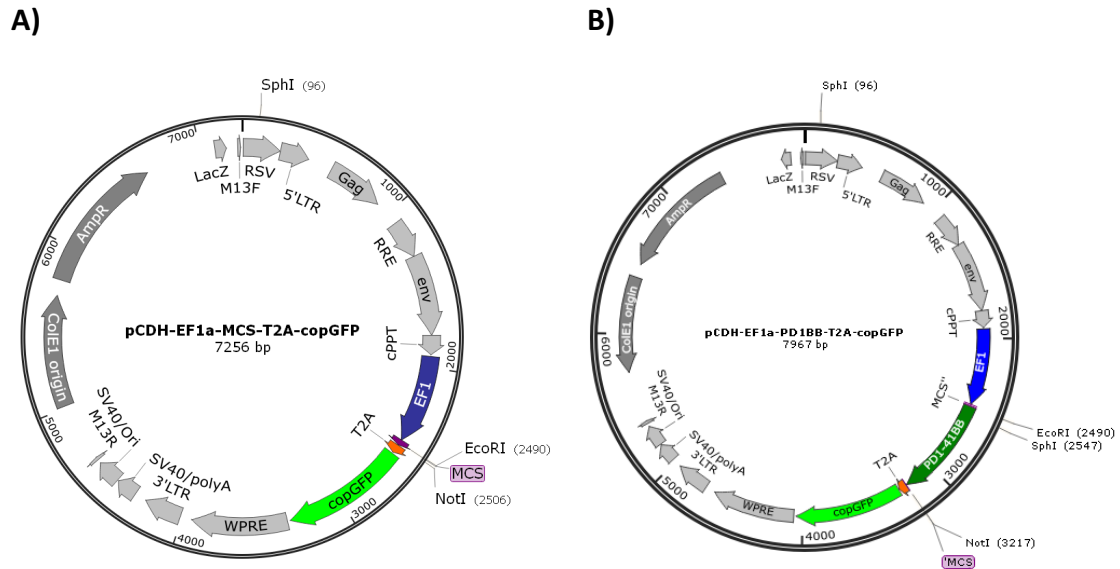 A)
SphI (96)
7000
LacZ
M13F
RSV
5'LTR
Gag
1000
RRE
env
cPPT
2000
EF1
T2A
EcoRI (2490)
MCS
NotI (2506)
copGFP
3000
WPRE
4000
3'LTR
SV40/polyA
SV40/Ori
M13R
5000
ColE1 origin
6000
AmpR
pCDH-EF1a-MCS-T2A-copGFP
7256 bp
B)
SphI (96)
LacZ
M13F
RSV
5'LTR
Gag
1000
RRE
env
cPPT
2000
EF1
MCS"
EcoRI (2490)
SphI (2547)
PD1-41BB
3000
T2A
NotI (3217)
'MCS
copGFP
4000
WPRE
3'LTR
5000
SV40/polyA
SV40/Ori
M13R
6000
ColE1 origin
AmpR
7000
pCDH-EF1a-PD1BB-T2A-copGFP
7967 bp